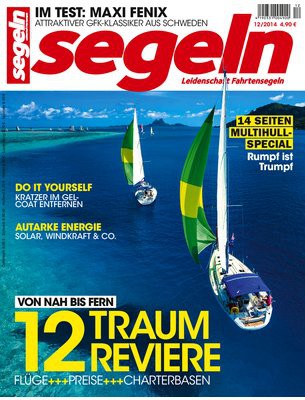 IM TEST: MAXI FENIX
ATTRAKTIVER GFK-KLASSIKER AUS SCHWEDEN
segeln
segeln
12/2014 4,90 €
Leidenschaft Fahrtensegeln
14 SEITEN
MULTIHULL-
SPECIAL
Rumpf ist
Trumpf
DO IT YOURSELF
KRATZER IM GEL-
COAT ENTFERNEN
AUTARKE ENERGIE
SOLAR, WINDKRAFT & CO.
VON NAH BIS FERN
12 TRAUM
REVIERE
FLÜGE+++PREISE+++CHARTERBASEN